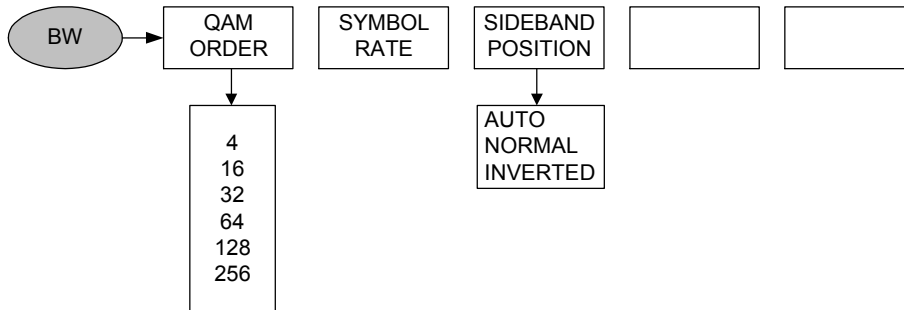 BW
QAM
ORDER
SYMBOL
RATE
SIDEBAND
POSITION
4
16
32
64
128
256
AUTO
NORMAL
INVERTED